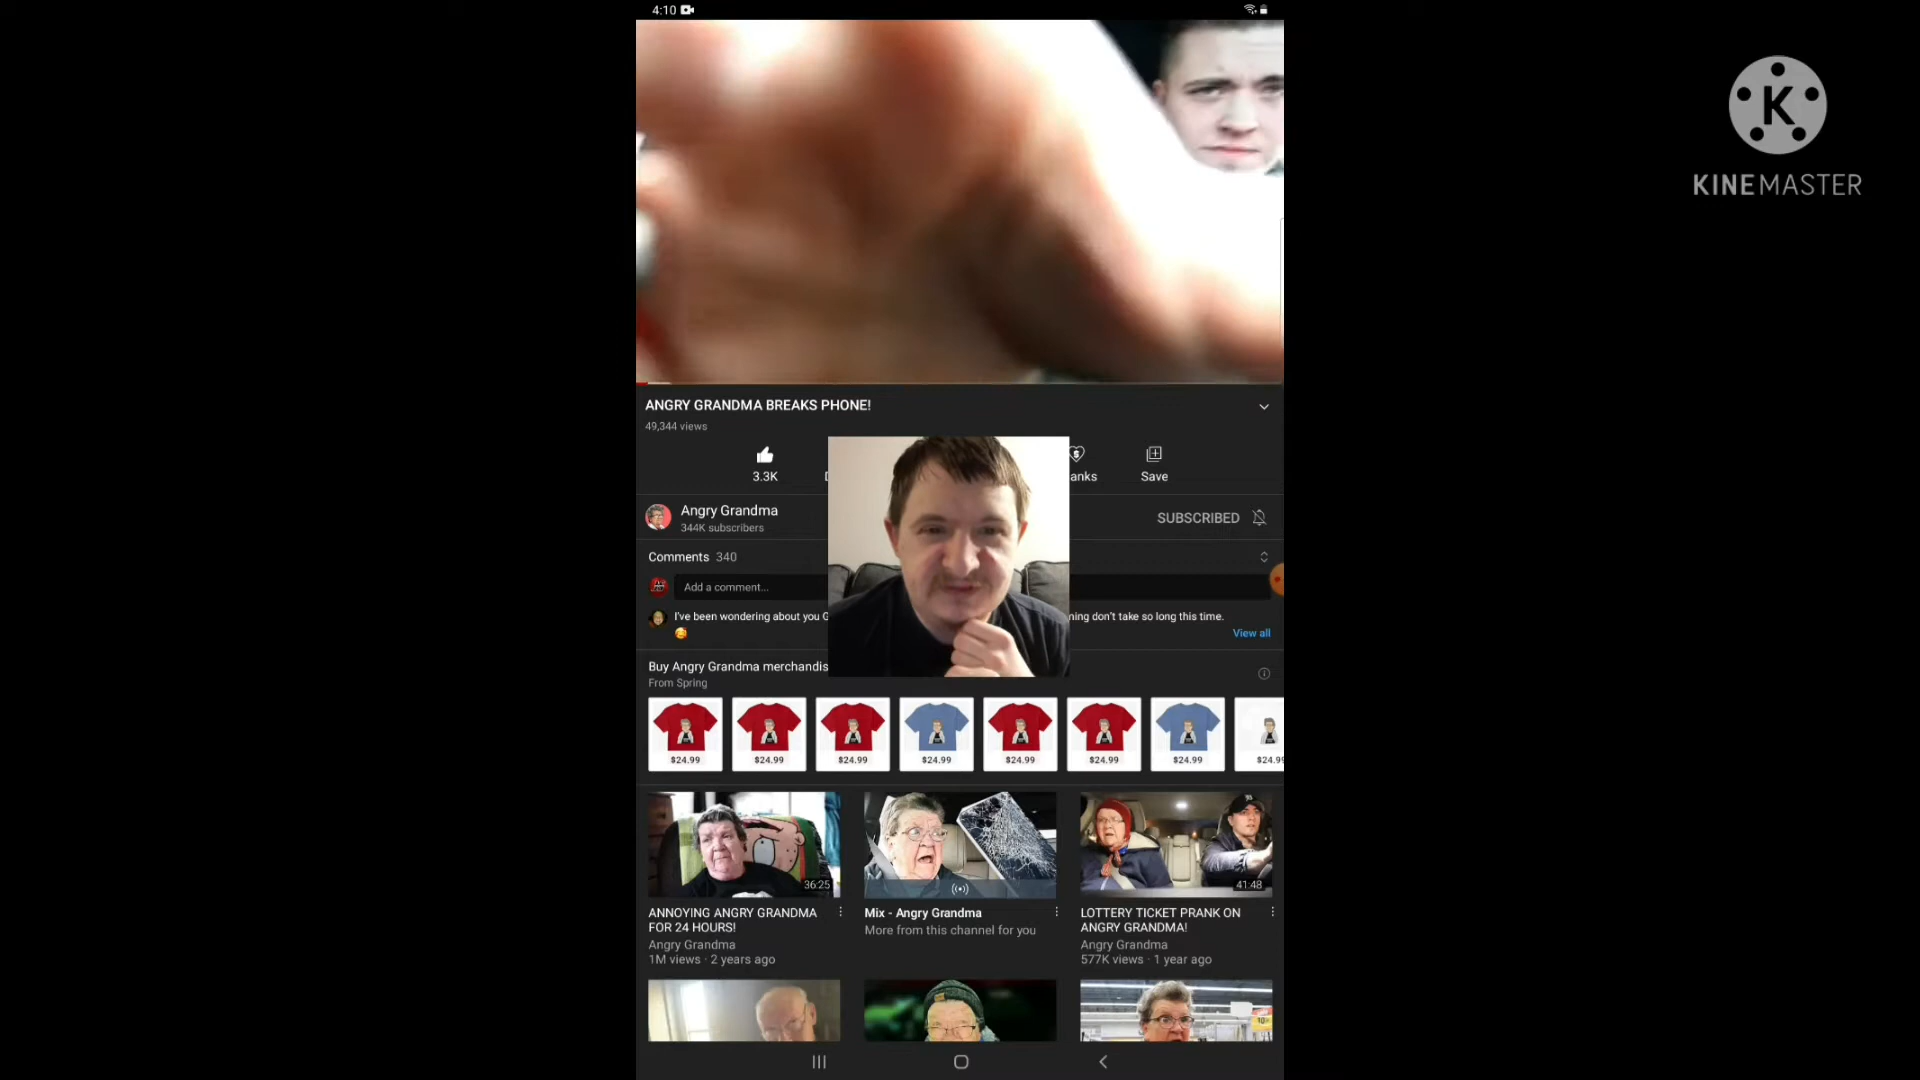 4:10
KINEMASTER
ANGRY GRANDMA BREAKS PHONE!
49,344 views
3.3K
Save
Angry Grandma
344K subscribers
SUBSCRIBED
Comments 340
Add a comment...
I've been wondering about you don't take so long this time.
View all
Buy Angry Grandma
From Spring
$24.99 $24.99 $24.99 $24.99 $24.99 $24.99 $24.99
36:25
41:48
ANNOYING ANGRY GRANDMA
FOR 24 HOURS!
Angry Grandma
1M views · 2 years ago
Mix - Angry Grandma
More from this channel for you
LOTTERY TICKET PRANK ON
ANGRY GRANDMA!
Angry Grandma
577K views · 1 year ago